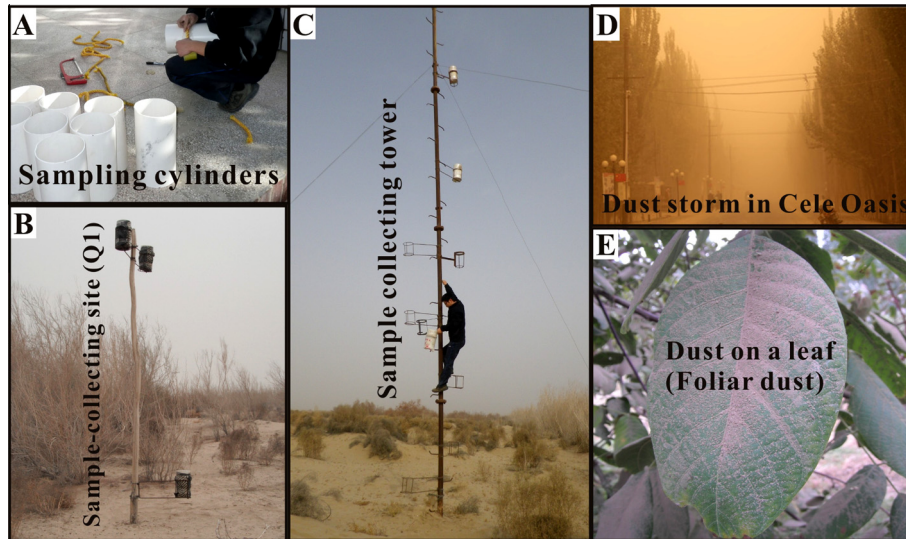 A
Sampling cylinders
B
Sample-collecting site (Q1)
C
Sample collecting tower
D
Dust storm in Cele Oasis
E
Dust on a leaf
(Foliar dust)